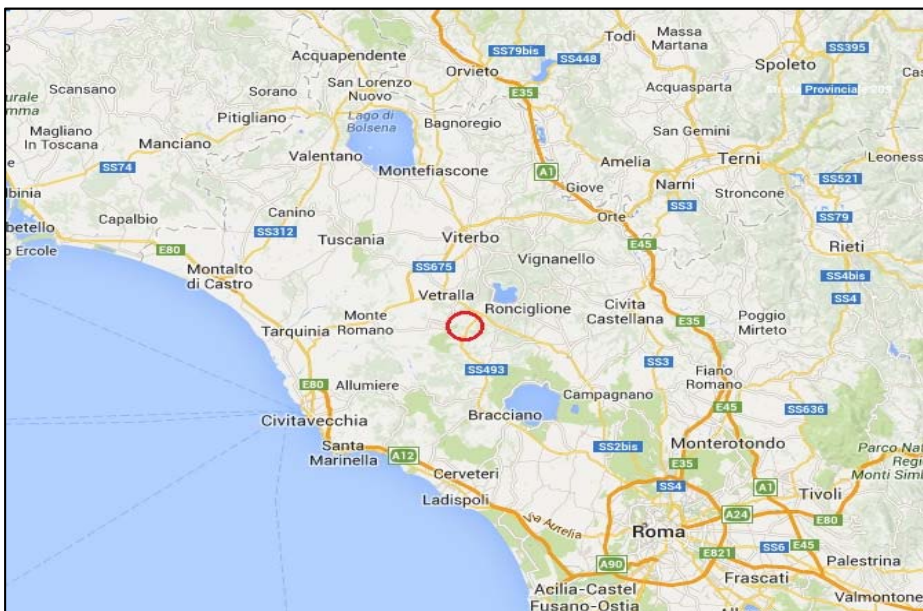 SS79bis
Todi
Massa
Martana
SS395
Acquapendente
SS448
Orvieto
Spoleto
Scansano
San Lorenzo
Nuovo
Sorano
E35
Acquasparta
Provincia
Pitigliano
Lago di
Bolsena
Bagnoregio
Magliano
In Toscana
Manciano
San Gemini
SS74
Valentano
Montefiascone
Amelia
Terni
Leoness
A1
Giove
Narni
SS521
Stroncone
SS3
Capalbio
Canino
Orte
SS79
SS312
Tuscania
Viterbo
E45
Rieti
E80
Vignanello
SS4bis
Montalto
di Castro
SS675
SS4
Vetralla
Ronciglione
Civita
Castellana
Poggio
Mirteto
Monte
Romano
E35
Tarquinia
SS493
SS3
Fiano
Romano
E80
Allumiere
Campagnano
E45
SS636
Civitavecchia
Bracciano
SS2bis
Monterotondo
Santa
Marinella
A12
E35
Cerveteri
SS4
A1
Tivoli
Ladispoli
A24
Roma
E80
E821
SS6
E45
A90
Palestrina
Frascati
Acilia-Castel
Fusano-Ostia
Valmontone